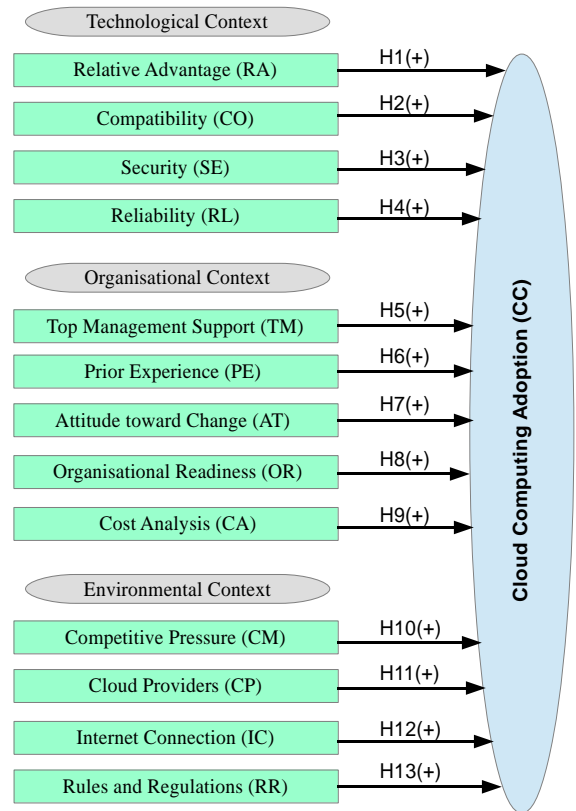 Technological Context
Relative Advantage (RA)
H1(+)
Compatibility (CO)
H2(+)
Security (SE)
H3(+)
Reliability (RL)
H4(+)
Organisational Context
Top Management Support (TM)
H5(+)
Prior Experience (PE)
H6(+)
Attitude toward Change (AT)
H7(+)
Organisational Readiness (OR)
H8(+)
Cost Analysis (CA)
H9(+)
Environmental Context
Competitive Pressure (CM)
H10(+)
Cloud Providers (CP)
H11(+)
Internet Connection (IC)
H12(+)
Rules and Regulations (RR)
H13(+)
Cloud Computing Adoption (CC)